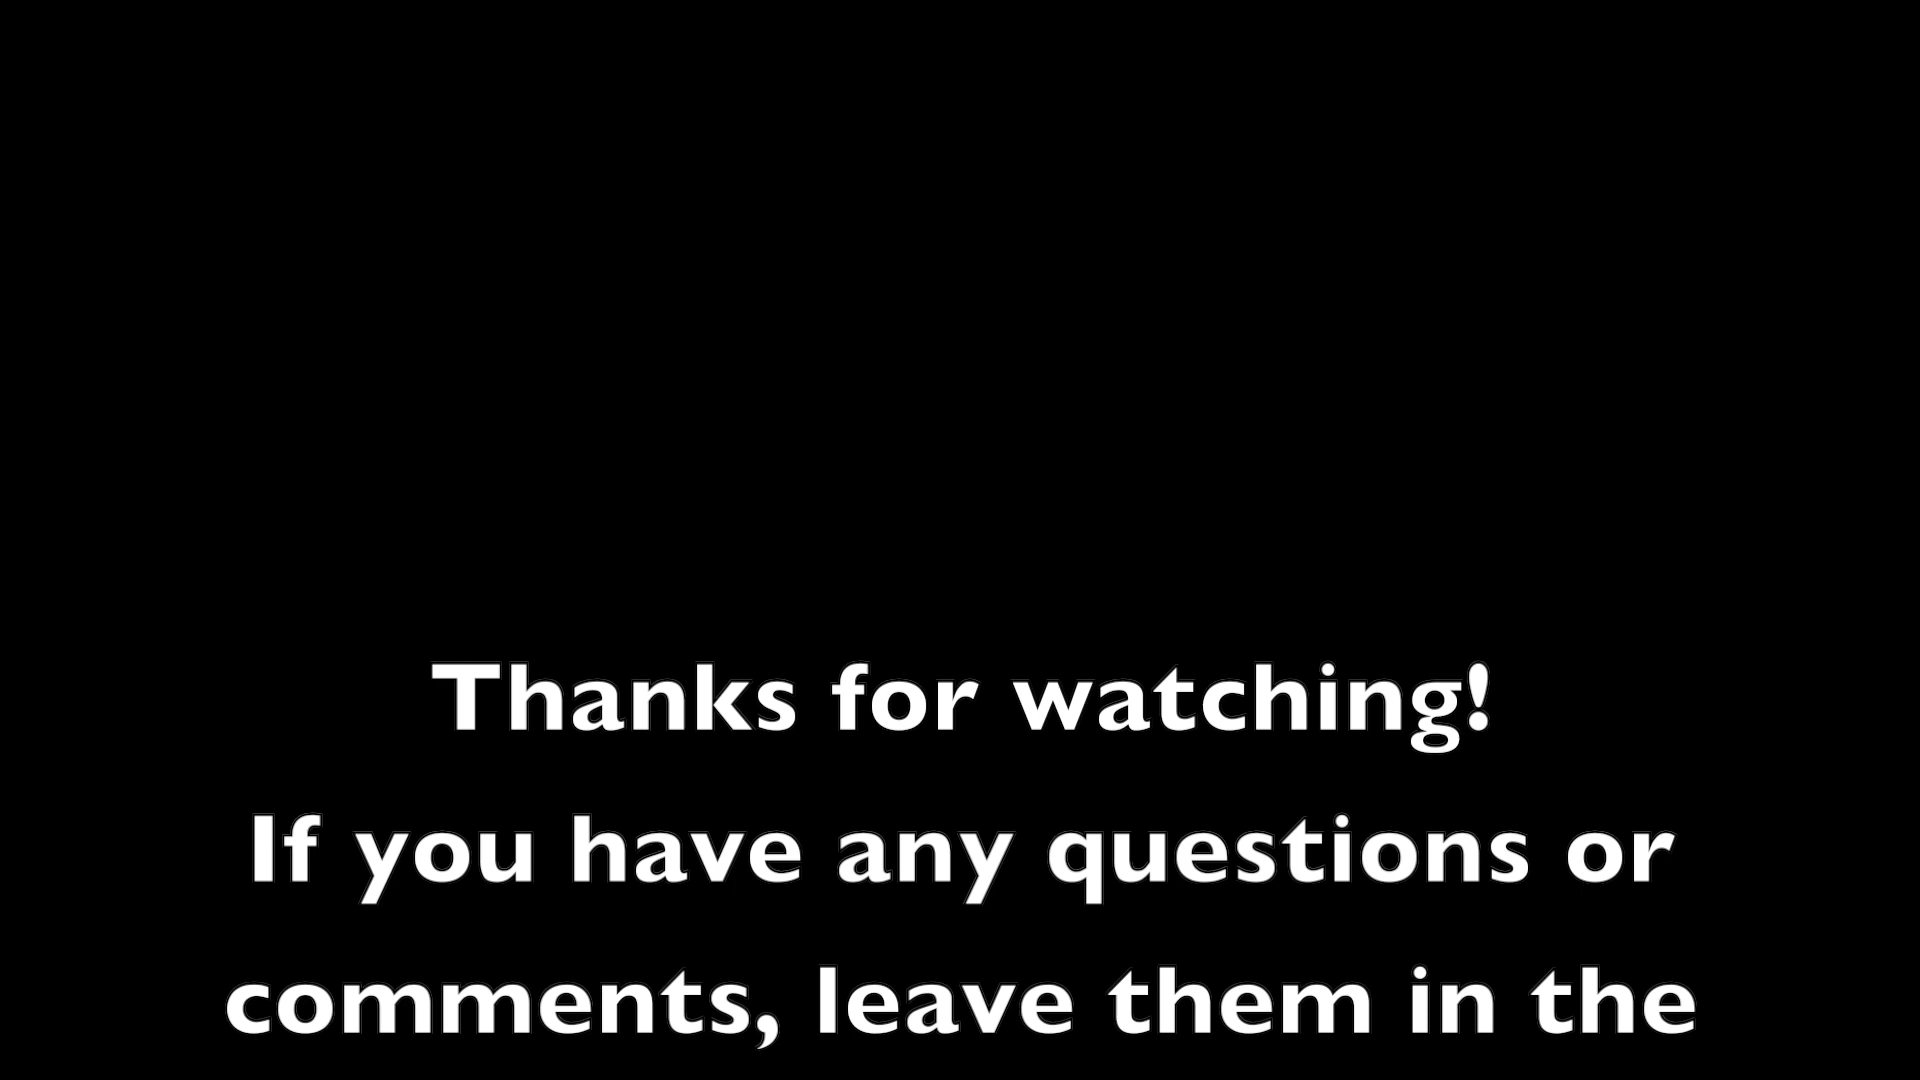 Thanks for watching!
If you have any questions or
comments, leave them in the